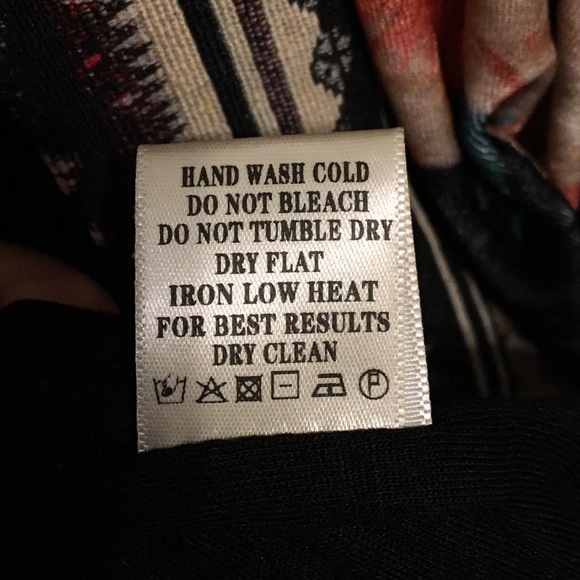 HAND WASH COLD
DO NOT BLEACH
DO NOT TUMBLE DRY
DRY FLAT
IRON LOW HEAT
FOR BEST RESULTS
DRY CLEAN
P